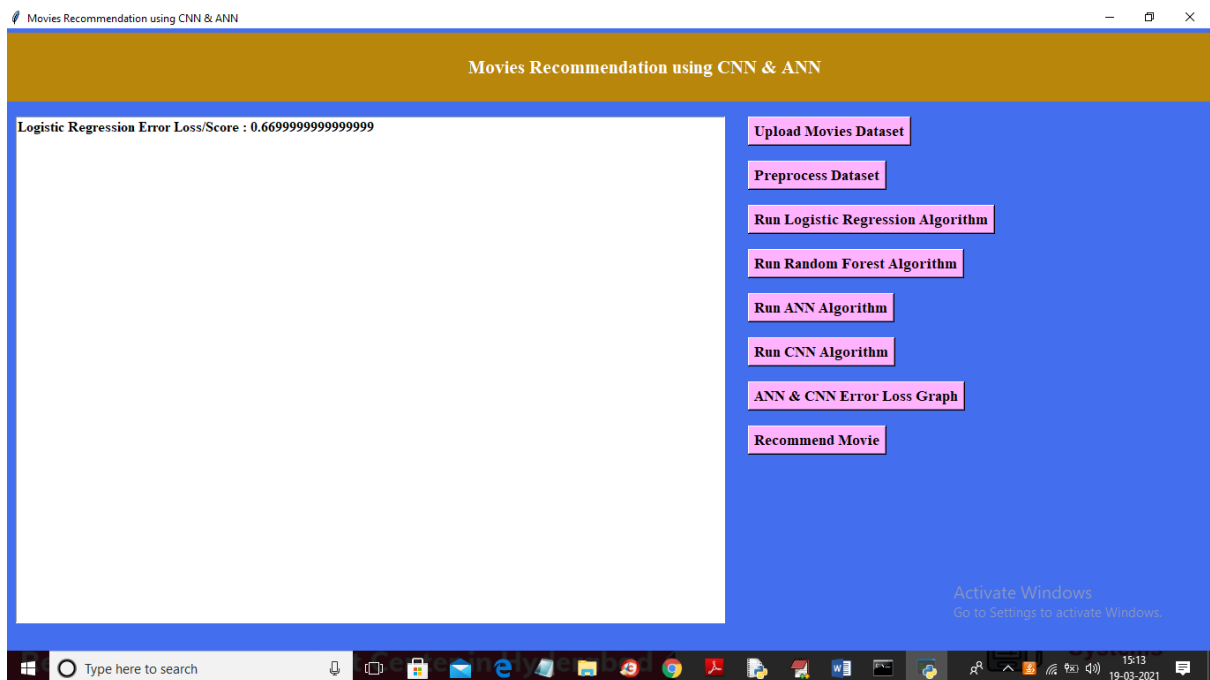 Movies Recommendation using CNN & ANN
Movies Recommendation using CNN & ANN
Logistic Regression Error Loss/Score : 0.6699999999999999
Upload Movies Dataset
Preprocess Dataset
Run Logistic Regression Algorithm
Run Random Forest Algorithm
Run ANN Algorithm
Run CNN Algorithm
ANN & CNN Error Loss Graph
Recommend Movie
Activate Windows
Go to Settings to activate Windows.
Type here to search
15:13
19-03-2021